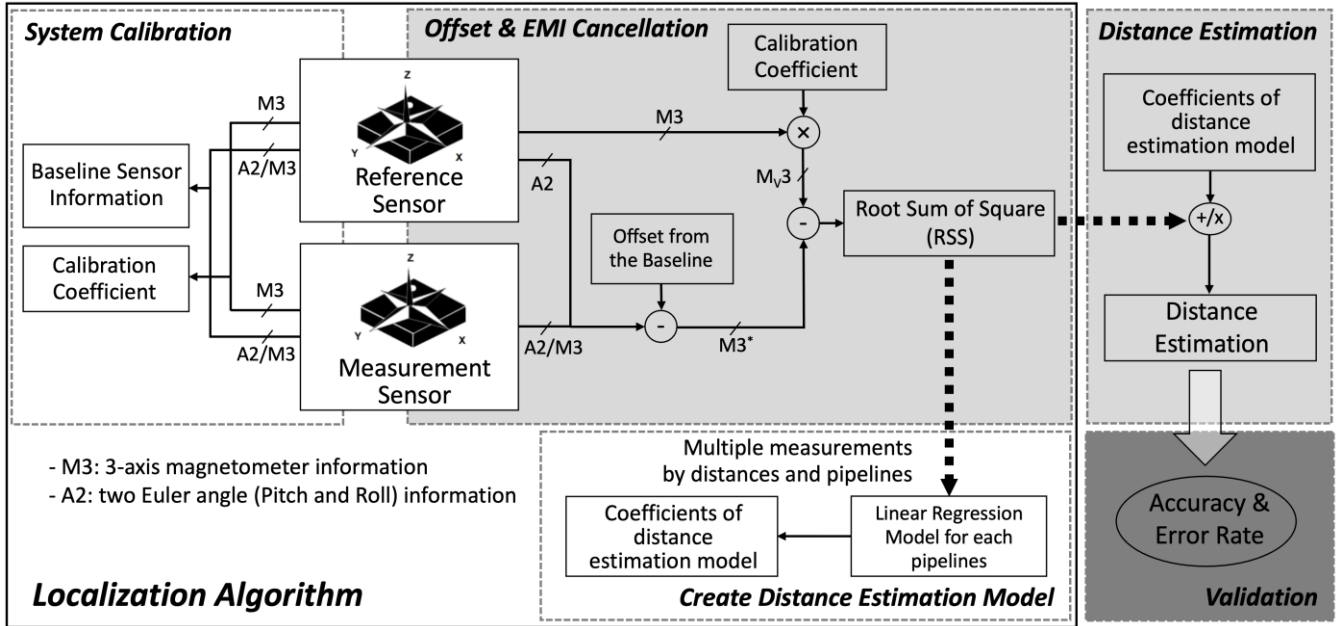 System Calibration
Offset & EMI Cancellation
Distance Estimation
Calibration
Coefficient
Coefficients of
distance
estimation model
Z
Y
X
Reference
Sensor
M3
A2/M3
M3
A2
×
Mv3
Baseline Sensor
Information
Calibration
Coefficient
Offset from
the Baseline
-
Root Sum of Square
(RSS)
+/x
Z
Y
X
Measurement
Sensor
M3
A2/M3
A2/M3
-
M3*
Distance
Estimation
- M3: 3-axis magnetometer information
- A2: two Euler angle (Pitch and Roll) information
Multiple measurements
by distances and pipelines
Coefficients of
distance
estimation model
Linear Regression
Model for each
pipelines
Accuracy &
Error Rate
Localization Algorithm
Create Distance Estimation Model
Validation